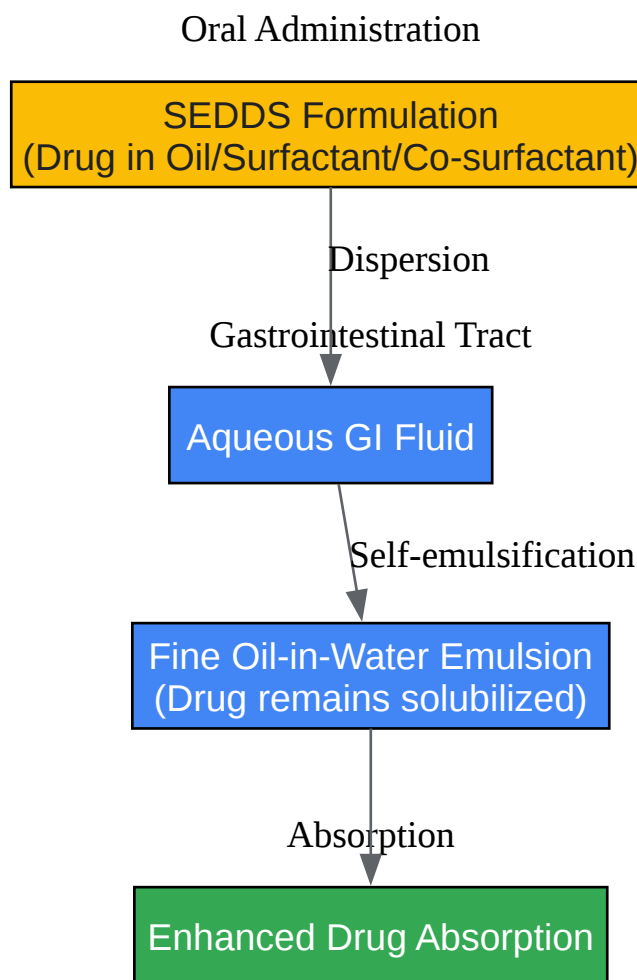 Oral Administration
SEDDS Formulation
(Drug in Oil/Surfactant/Co-surfactant)
Dispersion
Gastrointestinal Tract
Aqueous GI Fluid
Self-emulsification
Fine Oil-in-Water Emulsion
(Drug remains solubilized)
Absorption
Enhanced Drug Absorption